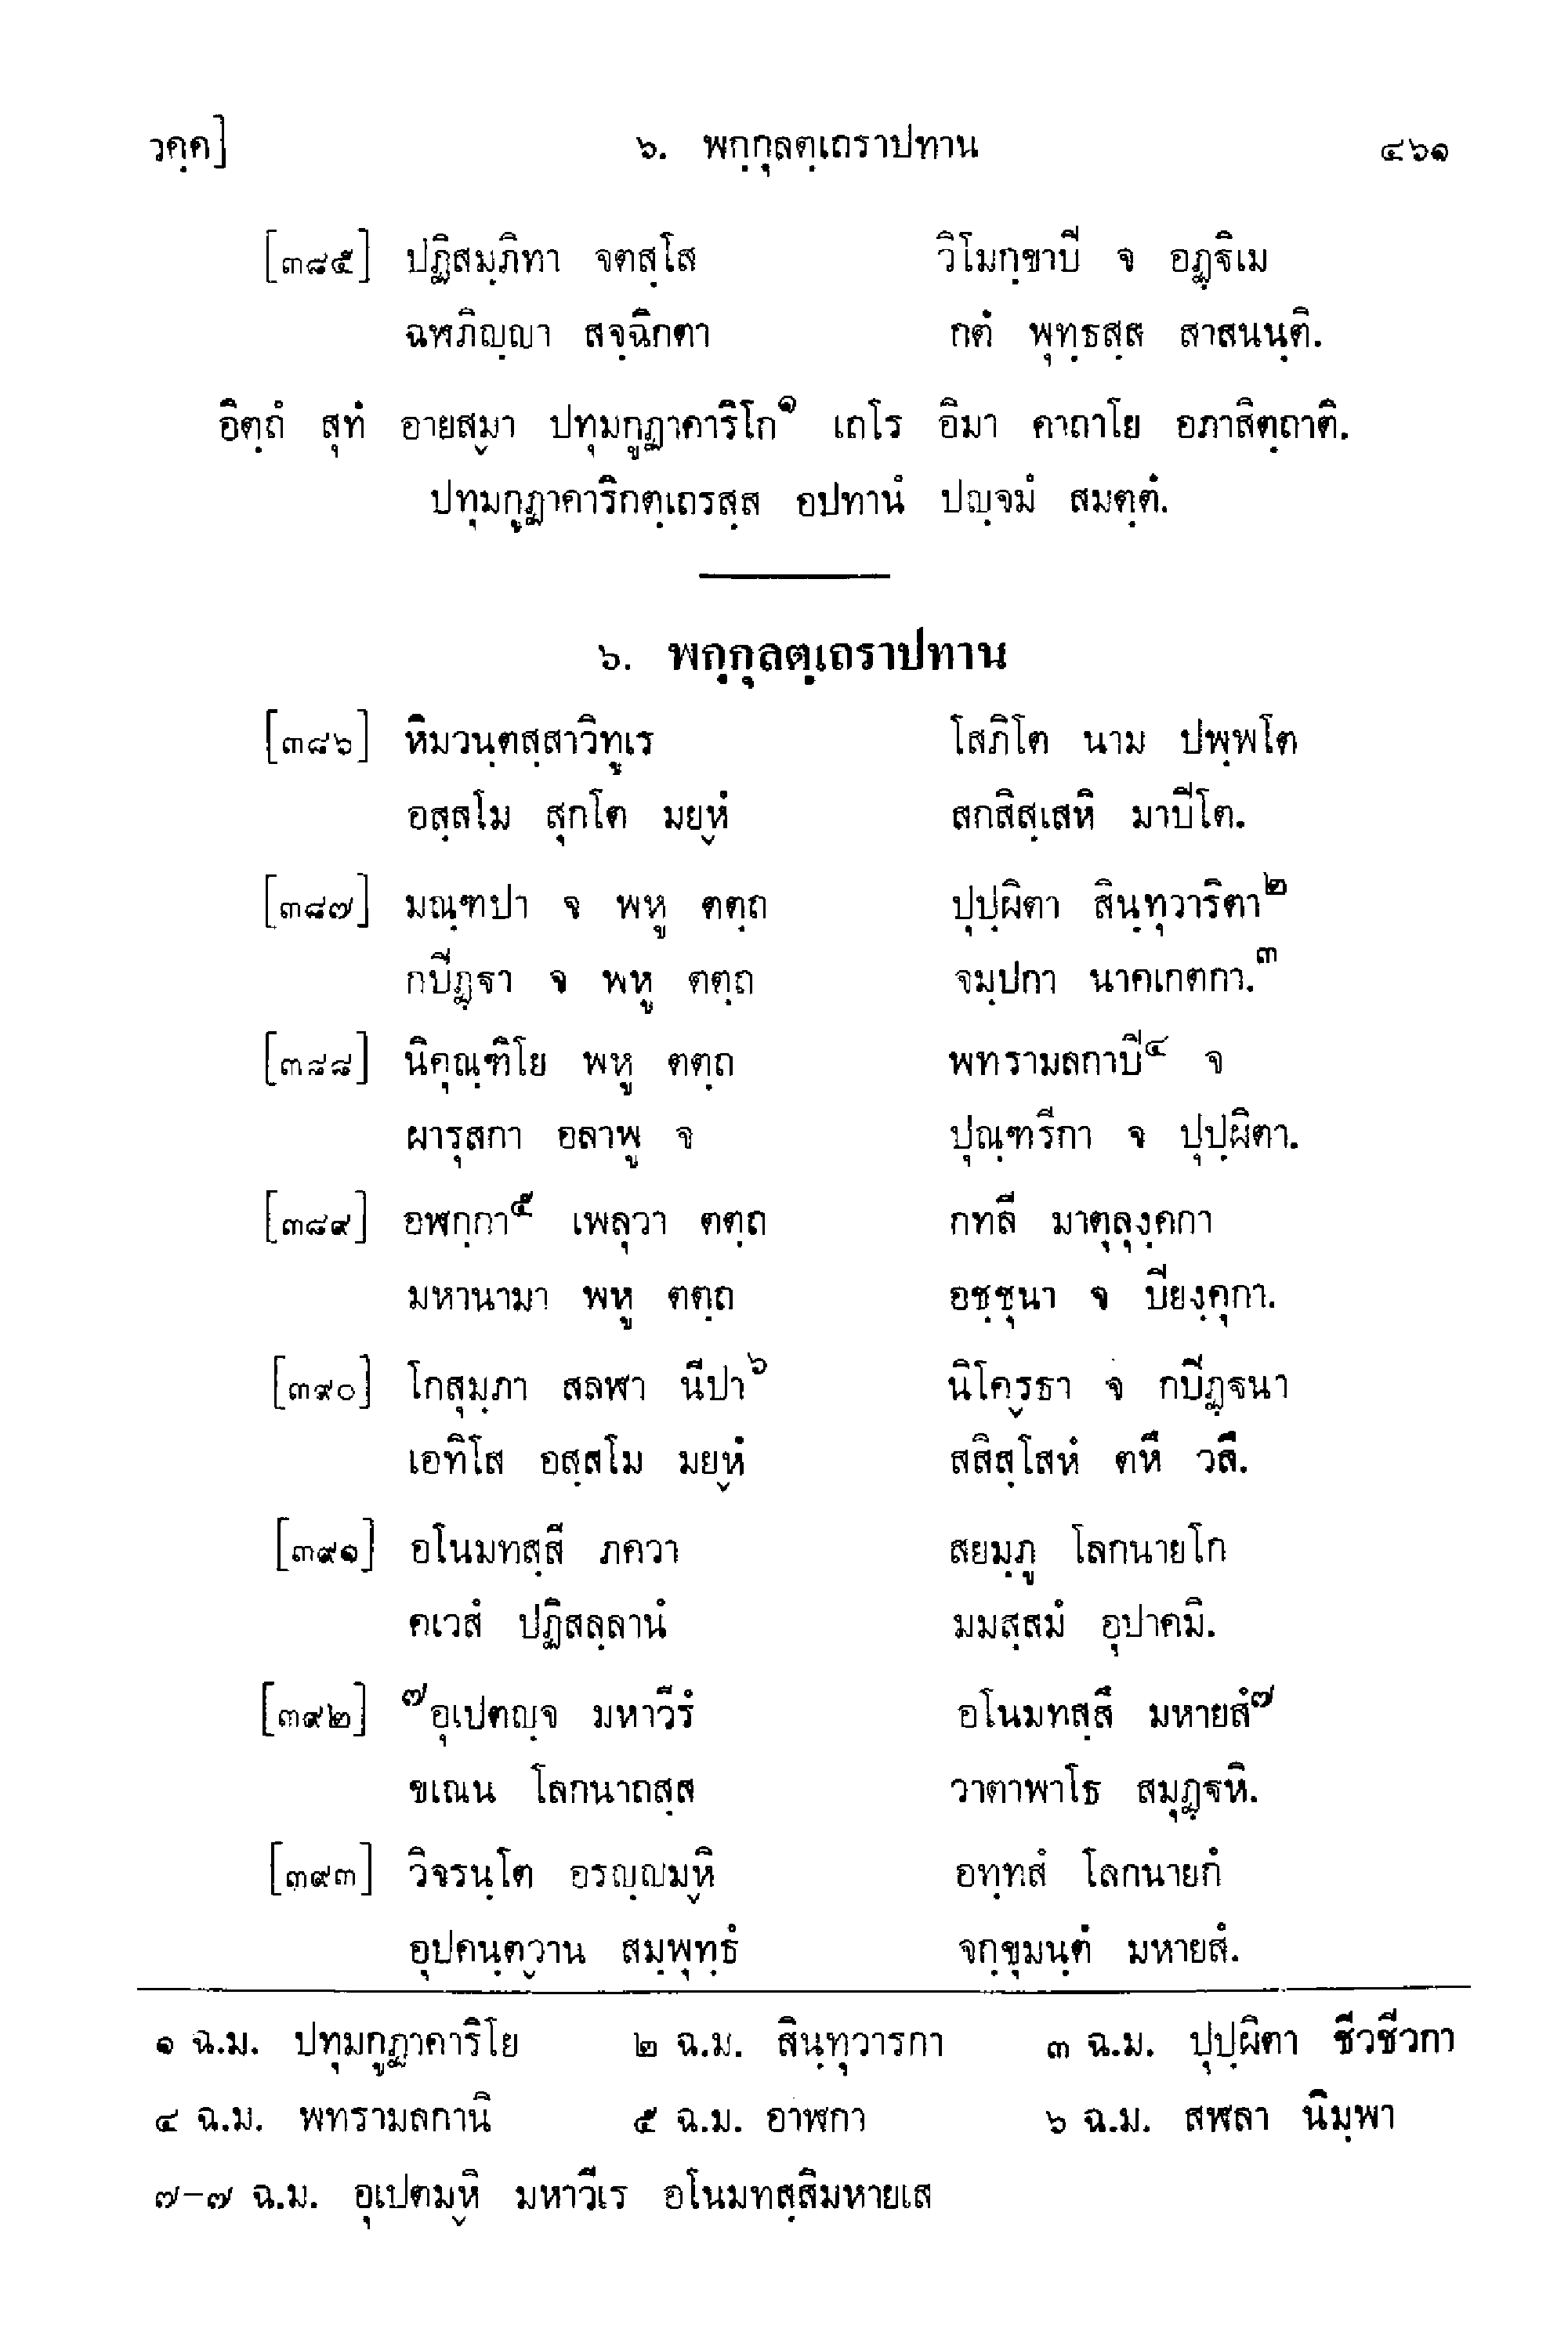 วคฺค] ๖. พกฺกุลตฺเถราปทาน ๔๖๑
[๓๘๕] ปฏิสมฺภิทา จตสฺโส วิโมกฺขาปิ จ อฏฺฐิเม
ฉฬภิญฺญา สจฺฉิกตา กตํ พุทฺธสฺส สาสนนฺติ.
อิตฺถํ สุทํ อายสฺมา ปทุมกูฏาคาริโก๑ เถโร อิมา คาถาโย อภาสิตฺถาติ.
ปทุมกูฏาคาริกตฺเถรสฺส อปทานํ ปญฺจมํ สมตฺตํ.
๖. พกฺกุลตฺเถราปทาน
[๓๘๖] หิมวนฺตสฺสาวิทูเร โสภิโต นาม ปพฺพโต
อสฺสโม สุกโต มยฺหํ สกสิสฺเสหิ มาปิโต.
[๓๘๗] มณฺฑปา จ พหู ตตฺถ ปุปฺผิตา สินฺทุวาริตา๒
กปิฏฺฐา จ พหู ตตฺถ จมฺปกา นาคเกตกา.๓
[๓๘๘] นิคุณฺฑิโย พหู ตตฺถ พทรามลกาปิ๔ จ
ผารุสกา อลาพู จ ปุณฺฑรีกา จ ปุปฺผิตา.
[๓๘๙] อฬกฺกา๕ เพลุวา ตตฺถ กทลี มาตุลุงฺคกา
มหานามา พหู ตตฺถ อชฺชุนา จ ปิยงฺคุกา.
[๓๙๐] โกสุมฺภา สลฬา นีปา๖ นิโคฺรธา จ กปิฏฺฐนา
เอทิโส อสฺสโม มยฺหํ สสิสฺโสหํ ตหึ วสึ.
[๓๙๑] อโนมทสฺสี ภควา สยมฺภู โลกนายโก
คเวสํ ปฏิสลฺลานํ มมสฺสมํ อุปาคมิ.
[๓๙๒] ๗อุเปตญฺจ มหาวีรํ อโนมทสฺสึ มหายสํ๗
ขเณน โลกนาถสฺส วาตาพาโธ สมุฏฺฐหิ.
[๓๙๓] วิจรนฺโต อรญฺญมฺหิ อทฺทสํ โลกนายกํ
อุปคนฺตฺวาน สมฺพุทฺธํ จกฺขุมนฺตํ มหายสํ.
๑ ฉ.ม. ปทุมกูฏาคาริโย ๒ ฉ.ม. สินฺทุวารกา ๓ ฉ.ม. ปุปฺผิตา ชีวชีวกา
๔ ฉ.ม. พทรามลกานิ ๕ ฉ.ม. อาฬกา ๖ ฉ.ม. สฬลา นิมฺพา
๗-๗ ฉ.ม. อุเปตมฺหิ มหาวีเร อโนมทสฺสิมหายเส